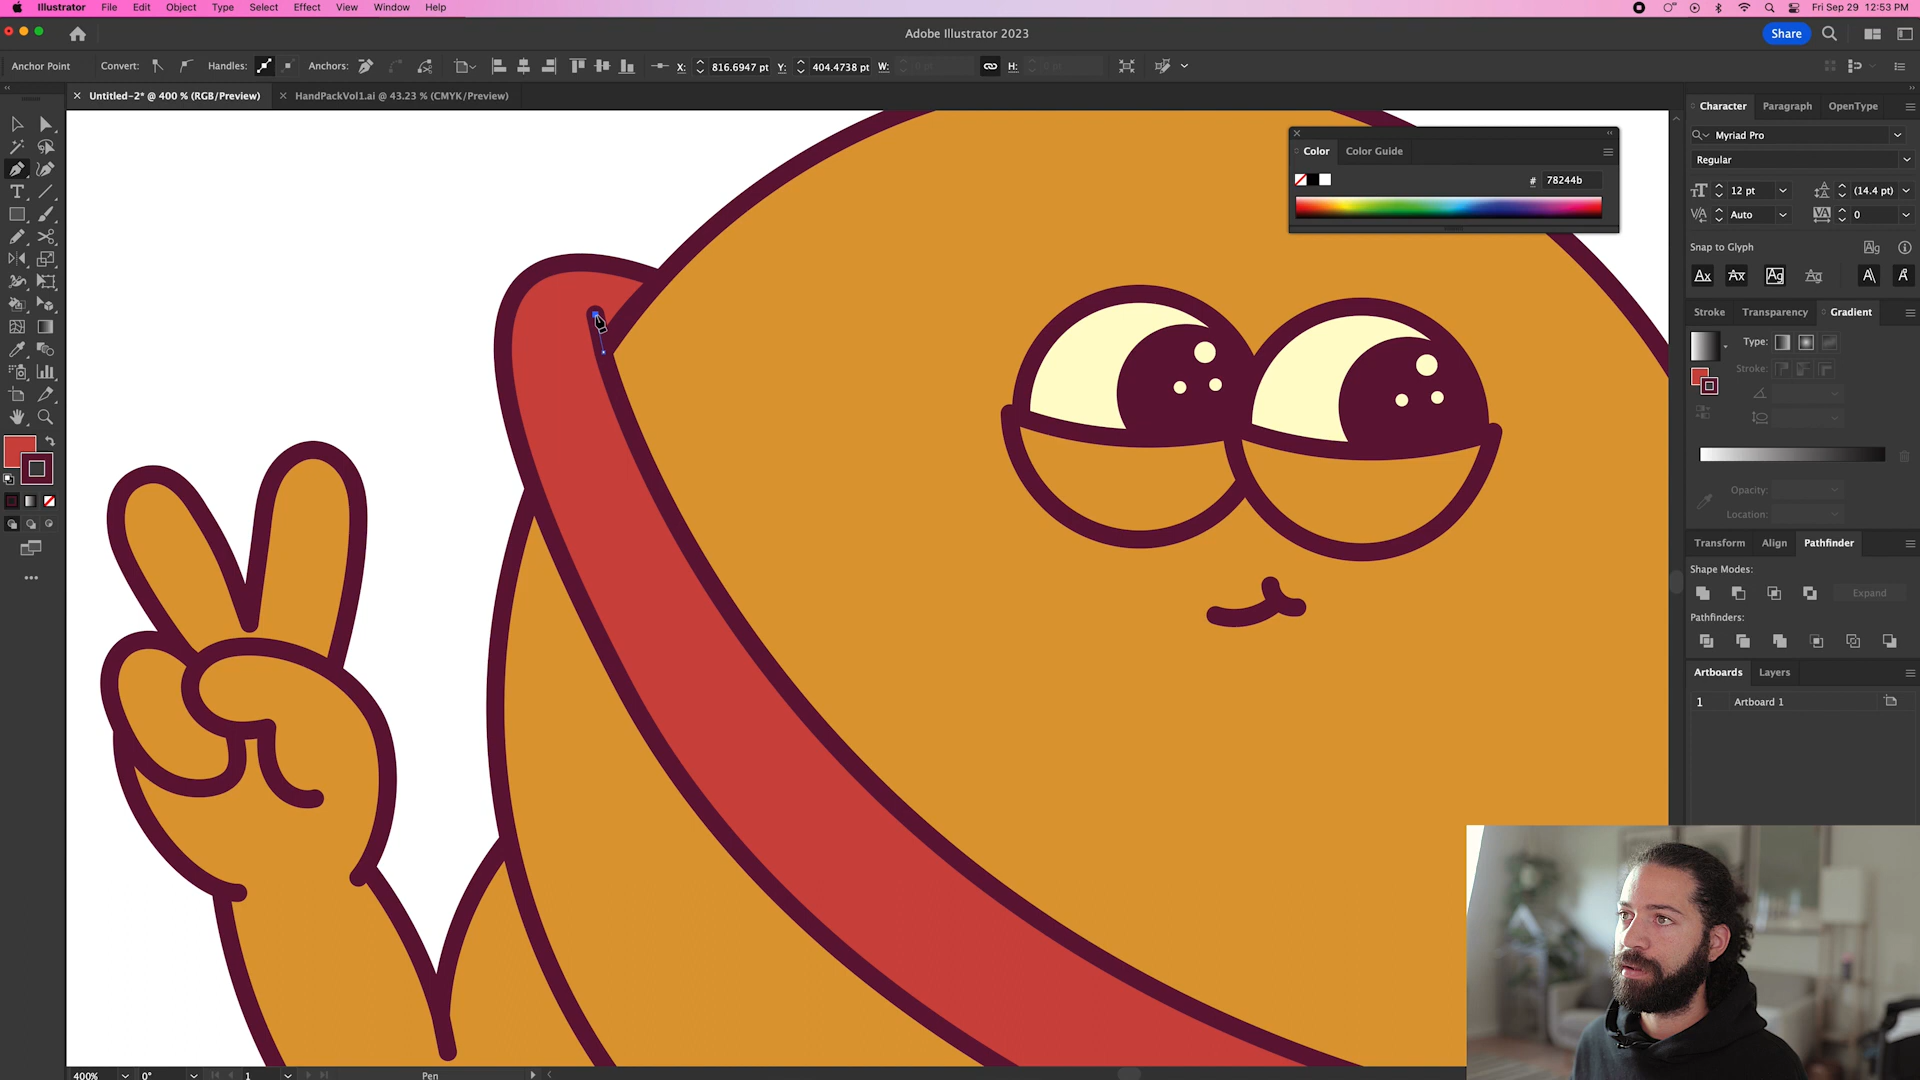 Illustrator File Edit Object Type Select Effect View Window Help
Fri Sep 29 12:53 PM
Adobe Illustrator 2023
Share
Anchor Point Convert: Handles: Anchors: X: 816.6947 pt Y: 404.4738 pt W: 0 pt H: 0 pt
Untitled-2* @ 400 % (RGB/Preview) HandPackVol1.ai @ 43.23 % (CMYK/Preview)
Color Color Guide
# 78244b
Character Paragraph OpenType
Myriad Pro
Regular
12 pt (14.4 pt)
Auto 0
Snap to Glyph
Stroke Transparency Gradient
Type:
Stroke:
Opacity:
Location:
Transform Align Pathfinder
Shape Modes:
Expand
Pathfinders:
Artboards Layers
1 Artboard 1
400% 0° 1 Pen